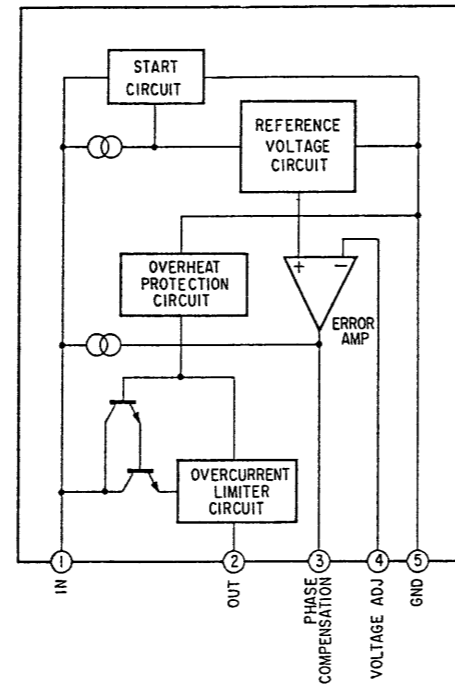 START
CIRCUIT
REFERENCE
VOLTAGE
CIRCUIT
OVERHEAT
PROTECTION
CIRCUIT
+ −
ERROR
AMP
OVERCURRENT
LIMITER
CIRCUIT
1
2
3
4
5
IN
OUT
PHASE
COMPENSATION
VOLTAGE ADJ
GND